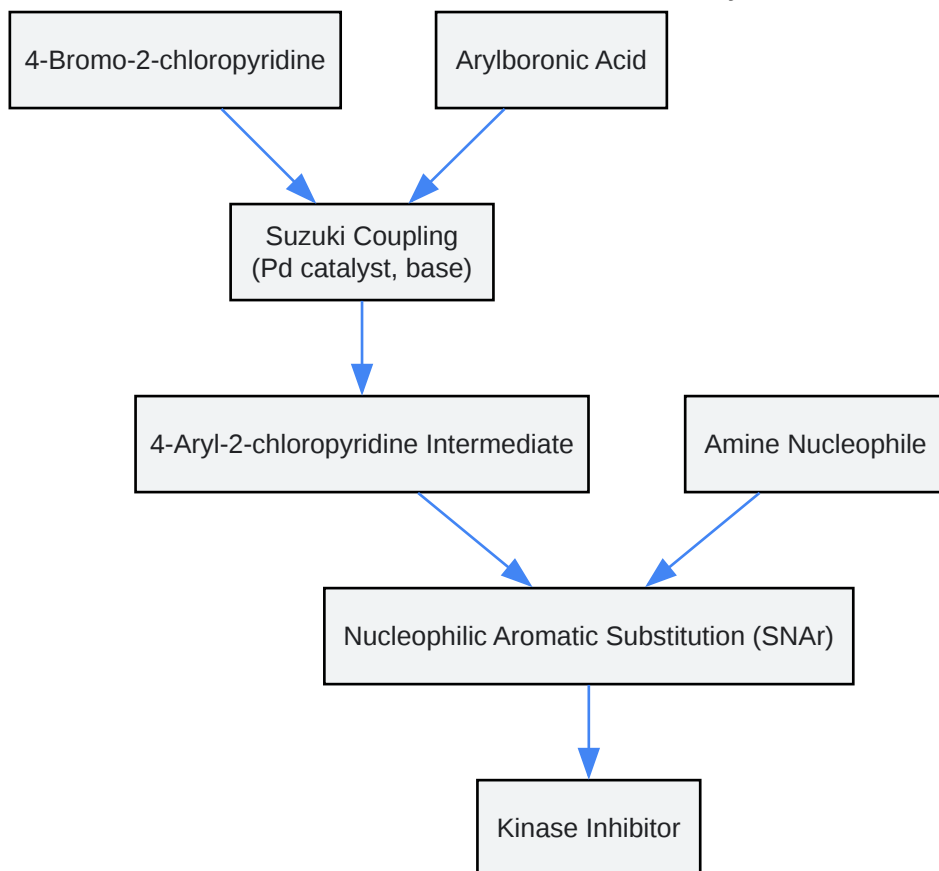 4-Bromo-2-chloropyridine
Arylboronic Acid
Suzuki Coupling
(Pd catalyst, base)
4-Aryl-2-chloropyridine Intermediate
Amine Nucleophile
Nucleophilic Aromatic Substitution (SNAr)
Kinase Inhibitor